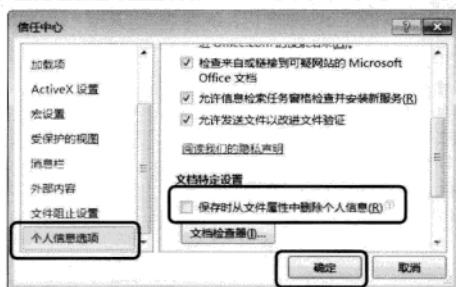 信任中心
加载项
ActiveX 设置
宏设置
受保护的视图
消息栏
外部内容
文件阻止设置
个人信息选项
检查来自或链接到可疑网站的 Microsoft
Office 文档
允许信息检索任务窗格检查并安装新服务(R)
允许发送文件以改进文件验证
阅读我们的隐私声明
文档特定设置
保存时从文件属性中删除个人信息(R)
文档检查器(I)...
确定
取消